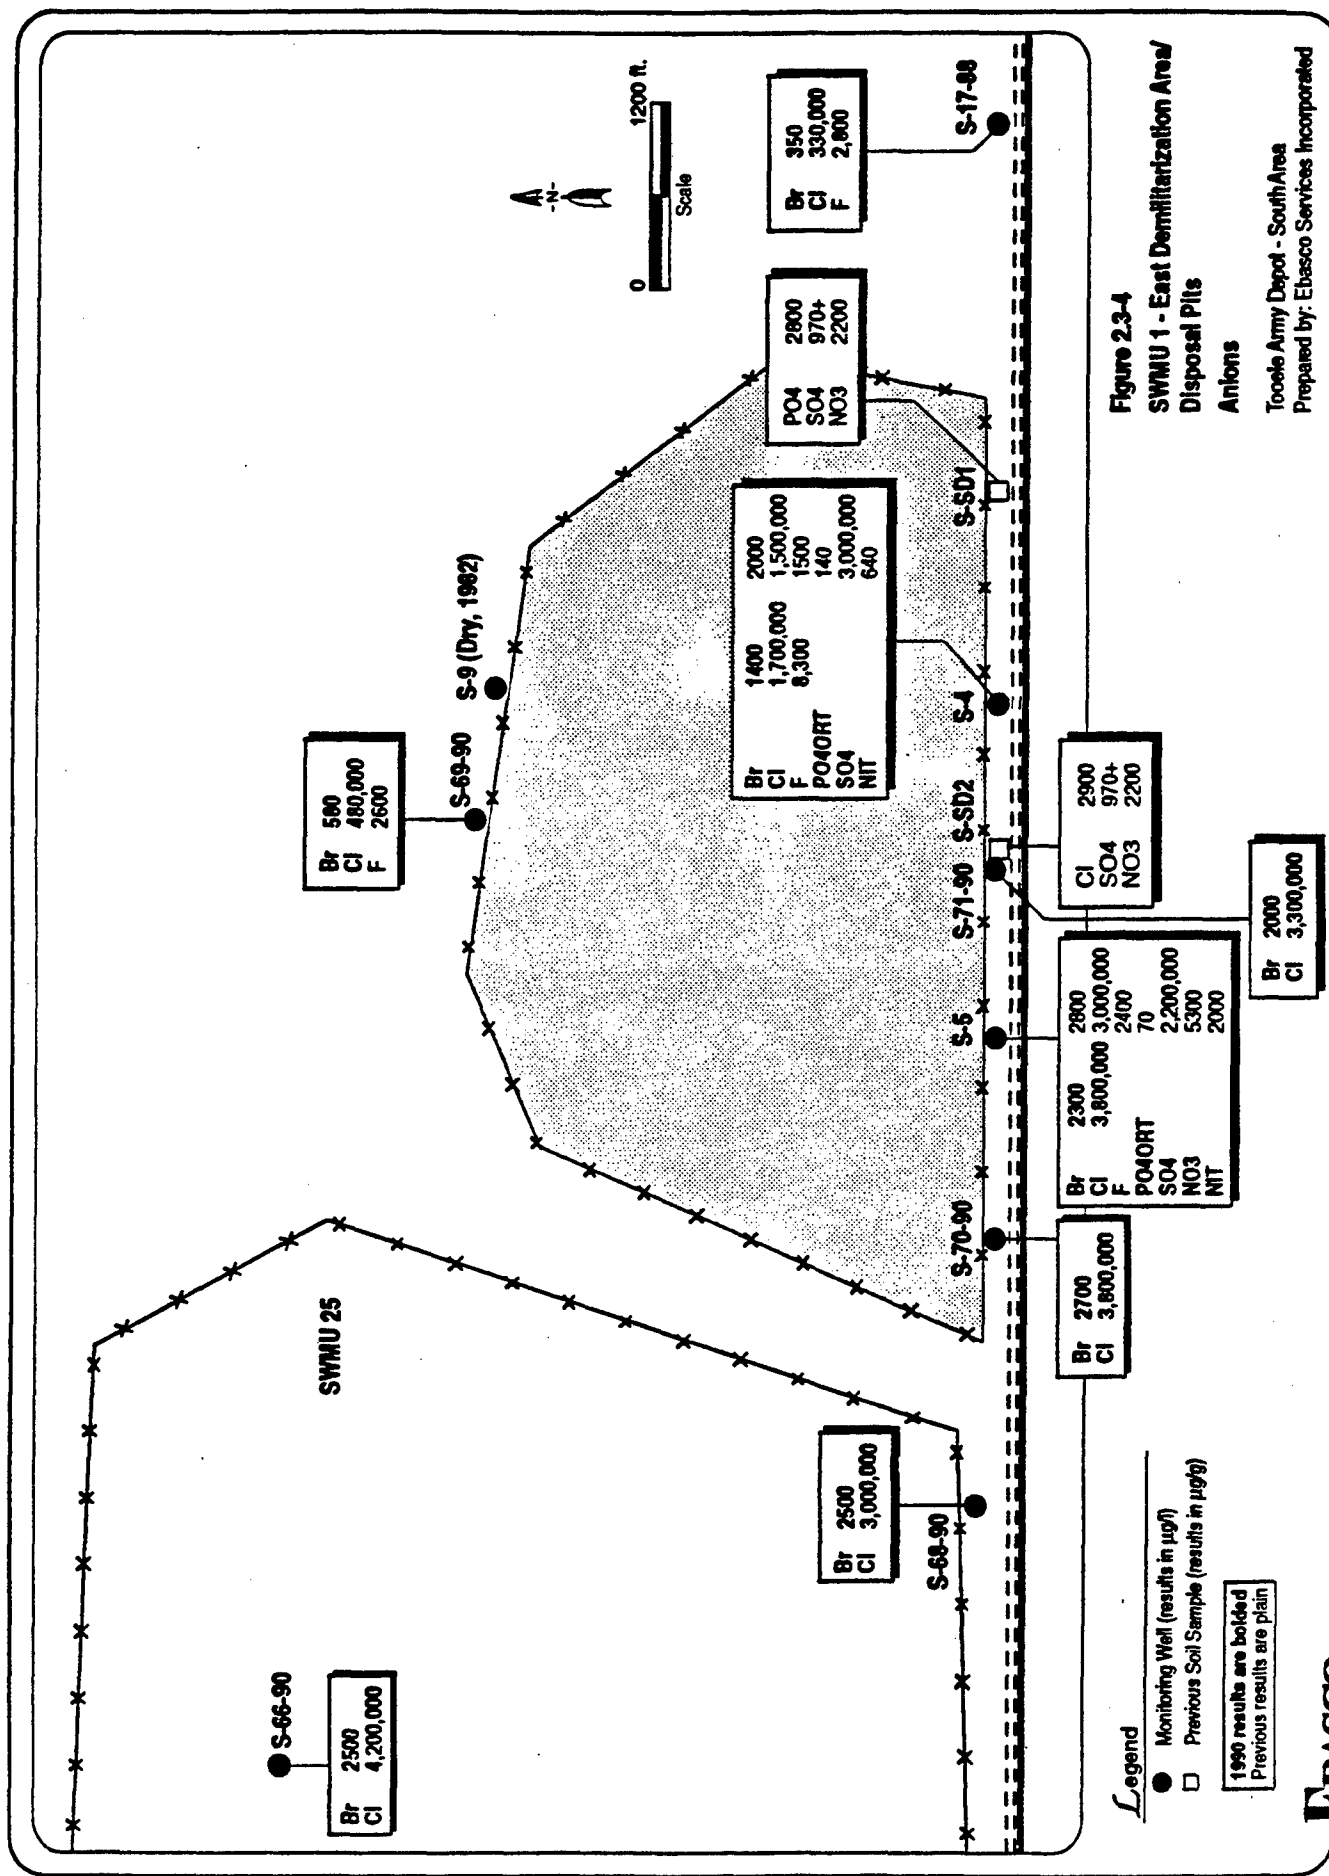 1200 ft.
0
-N-
Scale
Br 350
Cl 330,000
F 2,800
S-17-88
PO4 2800
SO4 970+
NO3 2200
S-SD1
S-9 (Dry, 1982)
Br 580
Cl 480,000
F 2600
S-69-90
Br 1400 2000
Cl 1,700,000 1,500,000
F 8,300 1500
PO4ORT 140
SO4 3,000,000
NIT 640
S-4
S-SD2
Cl 2900
SO4 970+
NO3 2200
S-71-90
Br 2000
Cl 3,300,000
S-5
Br 2300 2800
Cl 3,800,000 3,000,000
F 2400
PO4ORT 70
SO4 2,200,000
NO3 5300
NIT 2000
S-70-90
Br 2700
Cl 3,800,000
SWMU 25
Br 2500
Cl 3,000,000
S-68-90
S-66-90
Br 2500
Cl 4,200,000
Legend
Monitoring Well (results in µg/l)
Previous Soil Sample (results in µg/g)
1990 results are bolded
Previous results are plain
Figure 2.3-4
SWMU 1 - East Demilitarization Area/
Disposal Pits
Anions
Tooele Army Depot - South Area
Prepared by: Ebasco Services Incorporated
EBASCO